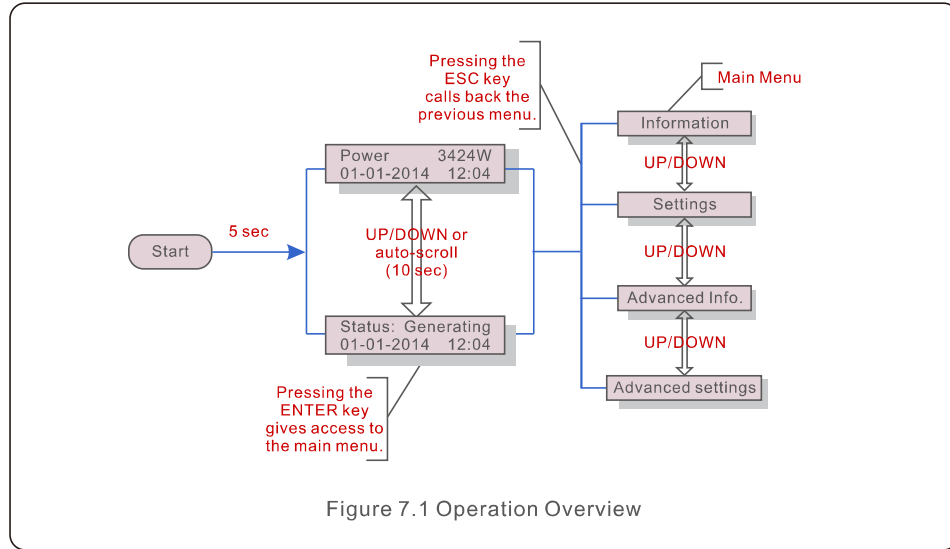 Pressing the
ESC key
calls back the
previous menu.
Main Menu
Information
UP/DOWN
Power 3424W
01-01-2014 12:04
Settings
5 sec
Start
UP/DOWN or
auto-scroll
(10 sec)
UP/DOWN
Advanced Info.
Status: Generating
01-01-2014 12:04
UP/DOWN
Advanced settings
Pressing the
ENTER key
gives access to
the main menu.
Figure 7.1 Operation Overview